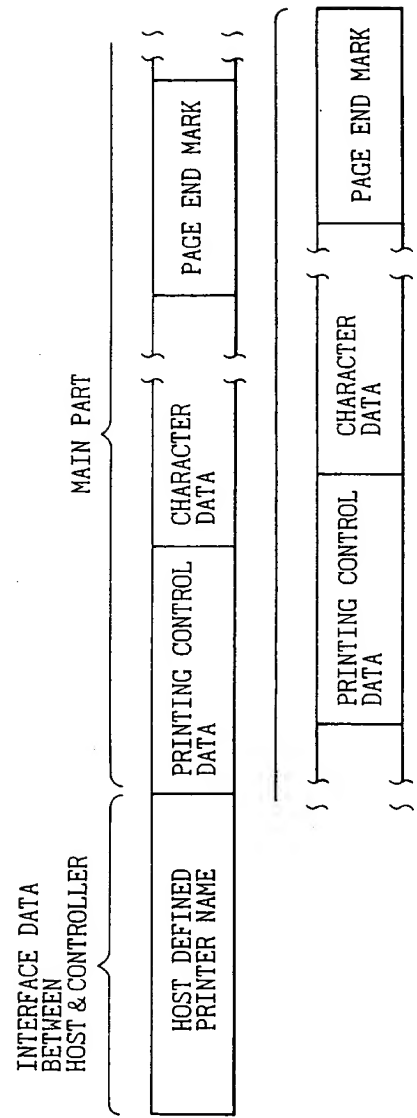 INTERFACE DATA
BETWEEN
HOST & CONTROLLER
MAIN PART
HOST DEFINED
PRINTER NAME
PRINTING CONTROL
DATA
CHARACTER
DATA
PAGE END MARK
PRINTING CONTROL
DATA
CHARACTER
DATA
PAGE END MARK